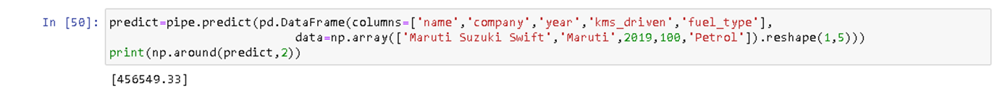 In [50]: predict=pipe.predict(pd.DataFrame(columns=['name','company','year','kms_driven','fuel_type'],
data=np.array(['Maruti Suzuki Swift','Maruti',2019,100,'Petrol']).reshape(1,5)))
print(np.around(predict,2))
[456549.33]